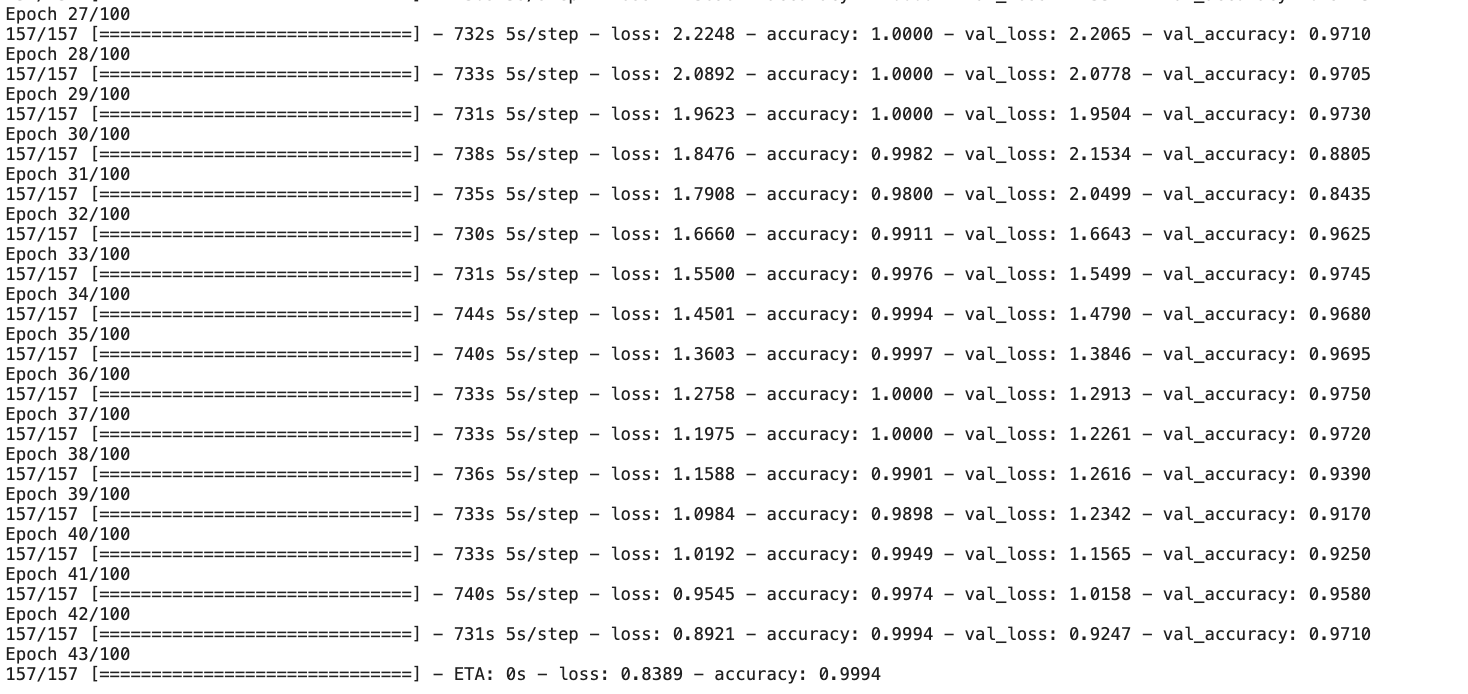 Epoch 27/100
157/157 [==============================] - 732s 5s/step - loss: 2.2248 - accuracy: 1.0000 - val_loss: 2.2065 - val_accuracy: 0.9710
Epoch 28/100
157/157 [==============================] - 733s 5s/step - loss: 2.0892 - accuracy: 1.0000 - val_loss: 2.0778 - val_accuracy: 0.9705
Epoch 29/100
157/157 [==============================] - 731s 5s/step - loss: 1.9623 - accuracy: 1.0000 - val_loss: 1.9504 - val_accuracy: 0.9730
Epoch 30/100
157/157 [==============================] - 738s 5s/step - loss: 1.8476 - accuracy: 0.9982 - val_loss: 2.1534 - val_accuracy: 0.8805
Epoch 31/100
157/157 [==============================] - 735s 5s/step - loss: 1.7908 - accuracy: 0.9800 - val_loss: 2.0499 - val_accuracy: 0.8435
Epoch 32/100
157/157 [==============================] - 730s 5s/step - loss: 1.6660 - accuracy: 0.9911 - val_loss: 1.6643 - val_accuracy: 0.9625
Epoch 33/100
157/157 [==============================] - 731s 5s/step - loss: 1.5500 - accuracy: 0.9976 - val_loss: 1.5499 - val_accuracy: 0.9745
Epoch 34/100
157/157 [==============================] - 744s 5s/step - loss: 1.4501 - accuracy: 0.9994 - val_loss: 1.4790 - val_accuracy: 0.9680
Epoch 35/100
157/157 [==============================] - 740s 5s/step - loss: 1.3603 - accuracy: 0.9997 - val_loss: 1.3846 - val_accuracy: 0.9695
Epoch 36/100
157/157 [==============================] - 733s 5s/step - loss: 1.2758 - accuracy: 1.0000 - val_loss: 1.2913 - val_accuracy: 0.9750
Epoch 37/100
157/157 [==============================] - 733s 5s/step - loss: 1.1975 - accuracy: 1.0000 - val_loss: 1.2261 - val_accuracy: 0.9720
Epoch 38/100
157/157 [==============================] - 736s 5s/step - loss: 1.1588 - accuracy: 0.9901 - val_loss: 1.2616 - val_accuracy: 0.9390
Epoch 39/100
157/157 [==============================] - 733s 5s/step - loss: 1.0984 - accuracy: 0.9898 - val_loss: 1.2342 - val_accuracy: 0.9170
Epoch 40/100
157/157 [==============================] - 733s 5s/step - loss: 1.0192 - accuracy: 0.9949 - val_loss: 1.1565 - val_accuracy: 0.9250
Epoch 41/100
157/157 [==============================] - 740s 5s/step - loss: 0.9545 - accuracy: 0.9974 - val_loss: 1.0158 - val_accuracy: 0.9580
Epoch 42/100
157/157 [==============================] - 731s 5s/step - loss: 0.8921 - accuracy: 0.9994 - val_loss: 0.9247 - val_accuracy: 0.9710
Epoch 43/100
157/157 [==============================] - ETA: 0s - loss: 0.8389 - accuracy: 0.9994